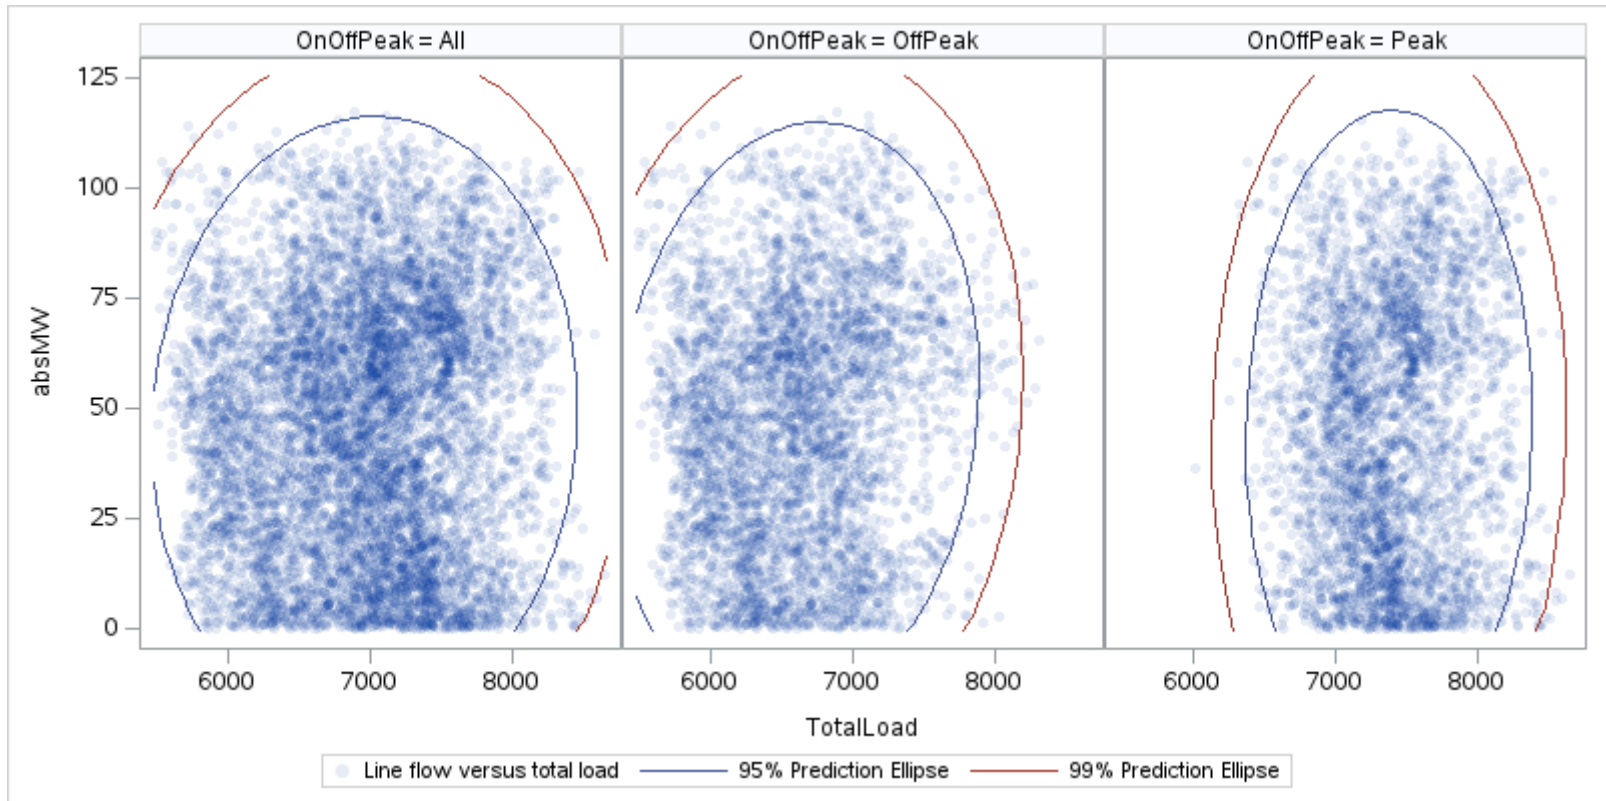 OnOffPeak = All
OnOffPeak = OffPeak
OnOffPeak = Peak
125
100
75
50
25
0
absMW
6000 7000 8000
6000 7000 8000
6000 7000 8000
TotalLoad
Line flow versus total load
95% Prediction Ellipse
99% Prediction Ellipse